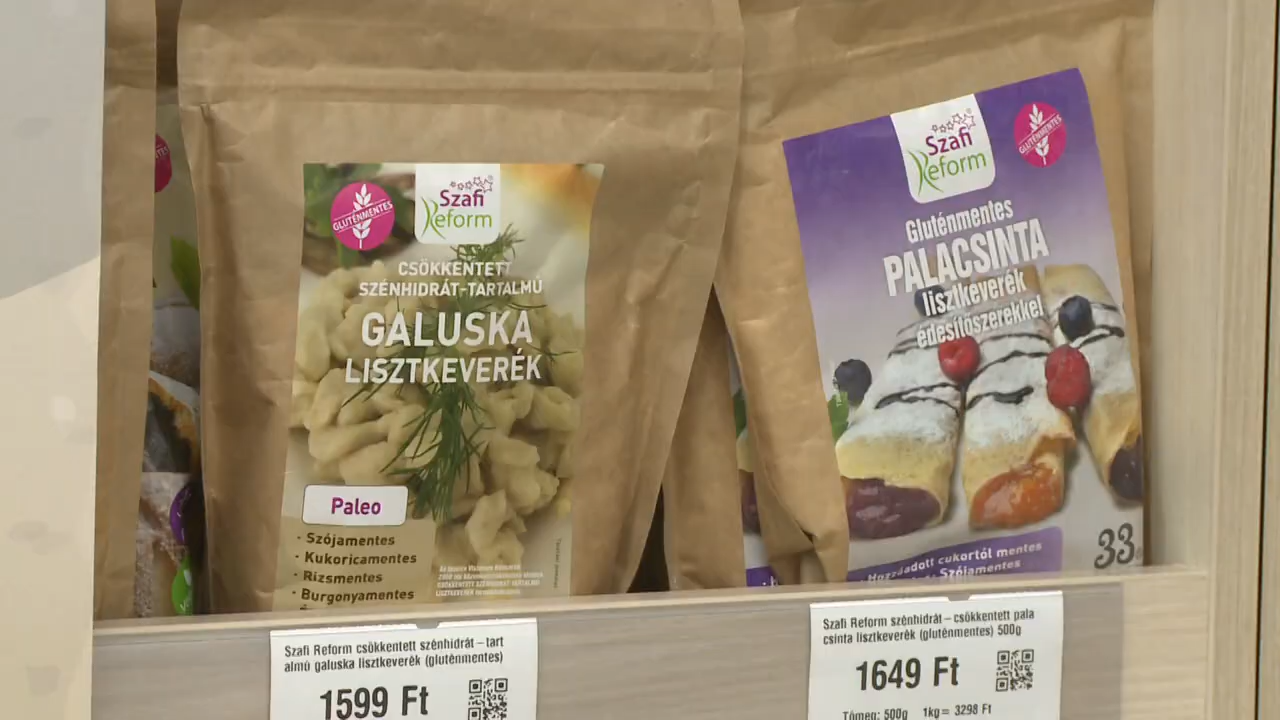 GLUTÉNMENTES
Szafi
Reform
CSÖKKENTETT
SZÉNHIDRÁT-TARTALMÚ
GALUSKA
LISZTKEVERÉK
Paleo
· Szójamentes
· Kukoricamentes
· Rizsmentes
· Burgonyamentes
Szafi
Reform
GLUTÉNMENTES
Gluténmentes
PALACSINTA
lisztkeverék
édesítőszerekkel
33
Hozzáadott cukortól mentes
Szójamentes
Szafi Reform csökkentett szénhidrát – tart
almú galuska lisztkeverék (gluténmentes)
1599 Ft
Szafi Reform szénhidrát – csökkentett pala
csinta lisztkeverék (gluténmentes) 500g
1649 Ft
Tömeg: 500g 1kg = 3298 Ft